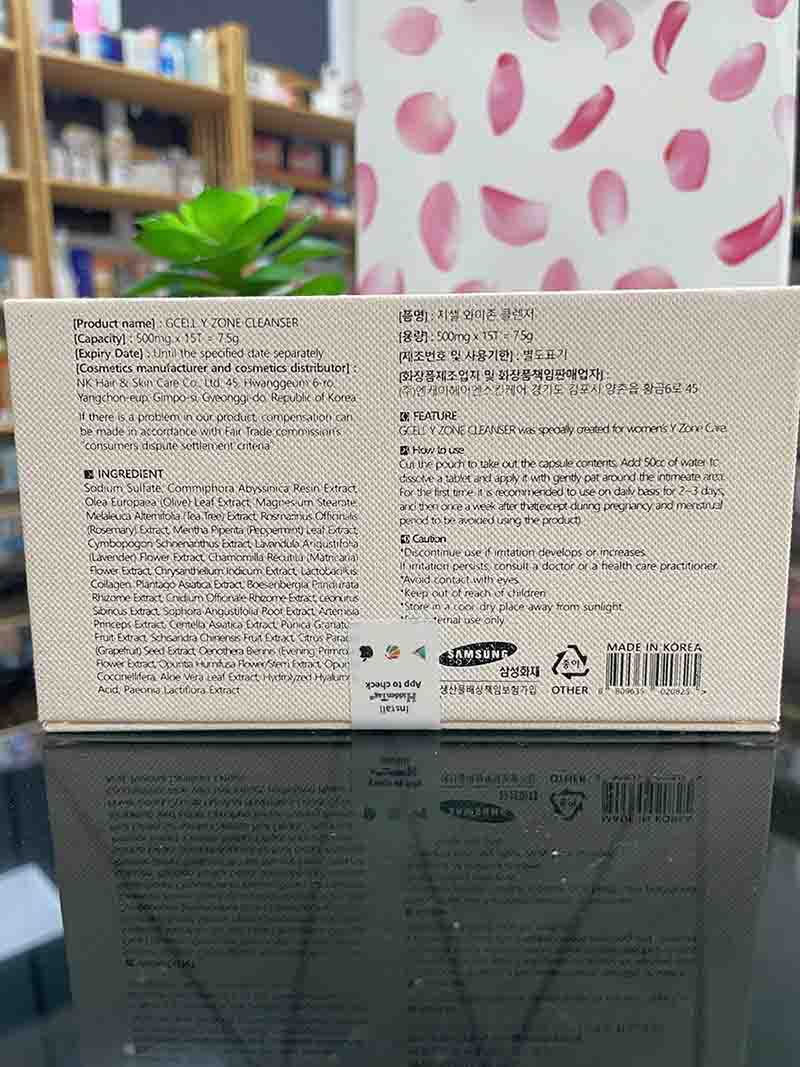 [Product name] : GCELL Y ZONE CLEANSER
[Capacity] : 500mg x 15T = 7.5g
[Expiry Date] : Until the specified date separately
[Cosmetics manufacturer and cosmetics distributor] :
NK Hair & Skin Care Co., Ltd. 45, Hwanggeum 6-ro,
Yangchon-eup, Gimpo-si, Gyeonggi-do, Republic of Korea
If there is a problem in our product, compensation can
be made in accordance with Fair Trade commission's
"consumers dispute settlement criteria"
INGREDIENT
Sodium Sulfate, Commiphora Abyssinica Resin Extract,
Olea Europaea (Olive) Leaf Extract, Magnesium Stearate
Melaleuca Alternifolia (Tea Tree) Extract, Rosmarinus Officinalis
(Rosemary) Extract, Mentha Piperita (Peppermint) Leaf Extract,
Cymbopogon Schoenanthus Extract, Lavandula Angustifolia
(Lavender) Flower Extract, Chamomilla Recutita (Matricaria)
Flower Extract, Chrysanthellum Indicum Extract, Lactobacillus
Collagen, Plantago Asiatica Extract, Boesenbergia Pandurata
Rhizome Extract, Cnidium Officinale Rhizome Extract, Leonurus
Sibiricus Extract, Sophora Angustifolia Root Extract, Artemisia
Princeps Extract, Centella Asiatica Extract, Punica Granatu
Fruit Extract, Schisandra Chinensis Fruit Extract, Citrus Parad
(Grapefruit) Seed Extract, Oenothera Biennis (Evening Primro
Flower Extract, Opuntia Humifusa Flower/Stem Extract, Opun
Coccinellifera, Aloe Vera Leaf Extract, Hydrolyzed Hyaluro
Acid, Paeonia Lactiflora Extract
[품명] : 지셀 와이존 클렌저
[용량] : 500mg x 15T = 7.5g
[제조번호 및 사용기한] : 별도표기
[화장품제조업자 및 화장품책임판매업자] :
(주)엔케이헤어엔스킨케어 경기도 김포시 양촌읍 황금6로 45
FEATURE
GCELL Y ZONE CLEANSER was specially created for women's Y Zone Care.
How to use
Cut the pouch to take out the capsule contents. Add 50cc of water to
dissolve a tablet and apply it with gently pat around the intimeate area.
For the first time it is recommended to use on daily basis for 2~3 days,
and then once a week after that(except during pregnancy and menstrual
period to be avoided using the product)
Caution
*Discontinue use if irritation develops or increases.
If irritation persists, consult a doctor or a health care practitioner.
*Avoid contact with eyes.
*Keep out of reach of children.
*Store in a cool dry place away from sunlight.
ternal use only
Install
HiddenTag
App to check
SAMSUNG
삼성화재
생산물배상책임보험가입
종이
OTHER
MADE IN KOREA
8 809635 020825 >